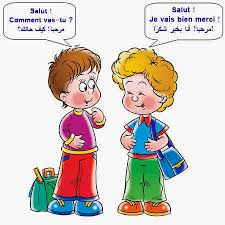 Salut !
Comment vas-tu ?
مرحبا! كيف حالك؟
Salut !
Je vais bien merci !
مرحبا! أنا بخير شكرا!